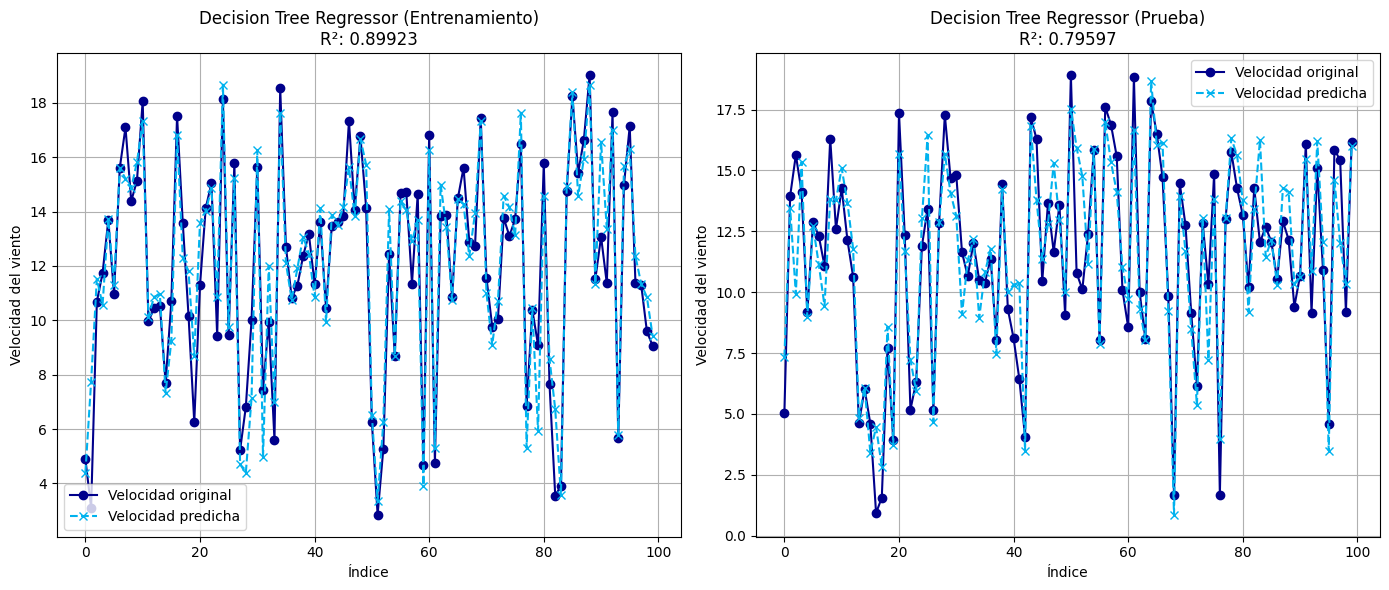 Decision Tree Regressor (Entrenamiento)
R²: 0.89923
Velocidad del viento
18
16
14
12
10
8
6
4
Velocidad original
Velocidad predicha
0
20
40
60
80
100
Índice
Decision Tree Regressor (Prueba)
R²: 0.79597
Velocidad del viento
17.5
15.0
12.5
10.0
7.5
5.0
2.5
0.0
Velocidad original
Velocidad predicha
0
20
40
60
80
100
Índice